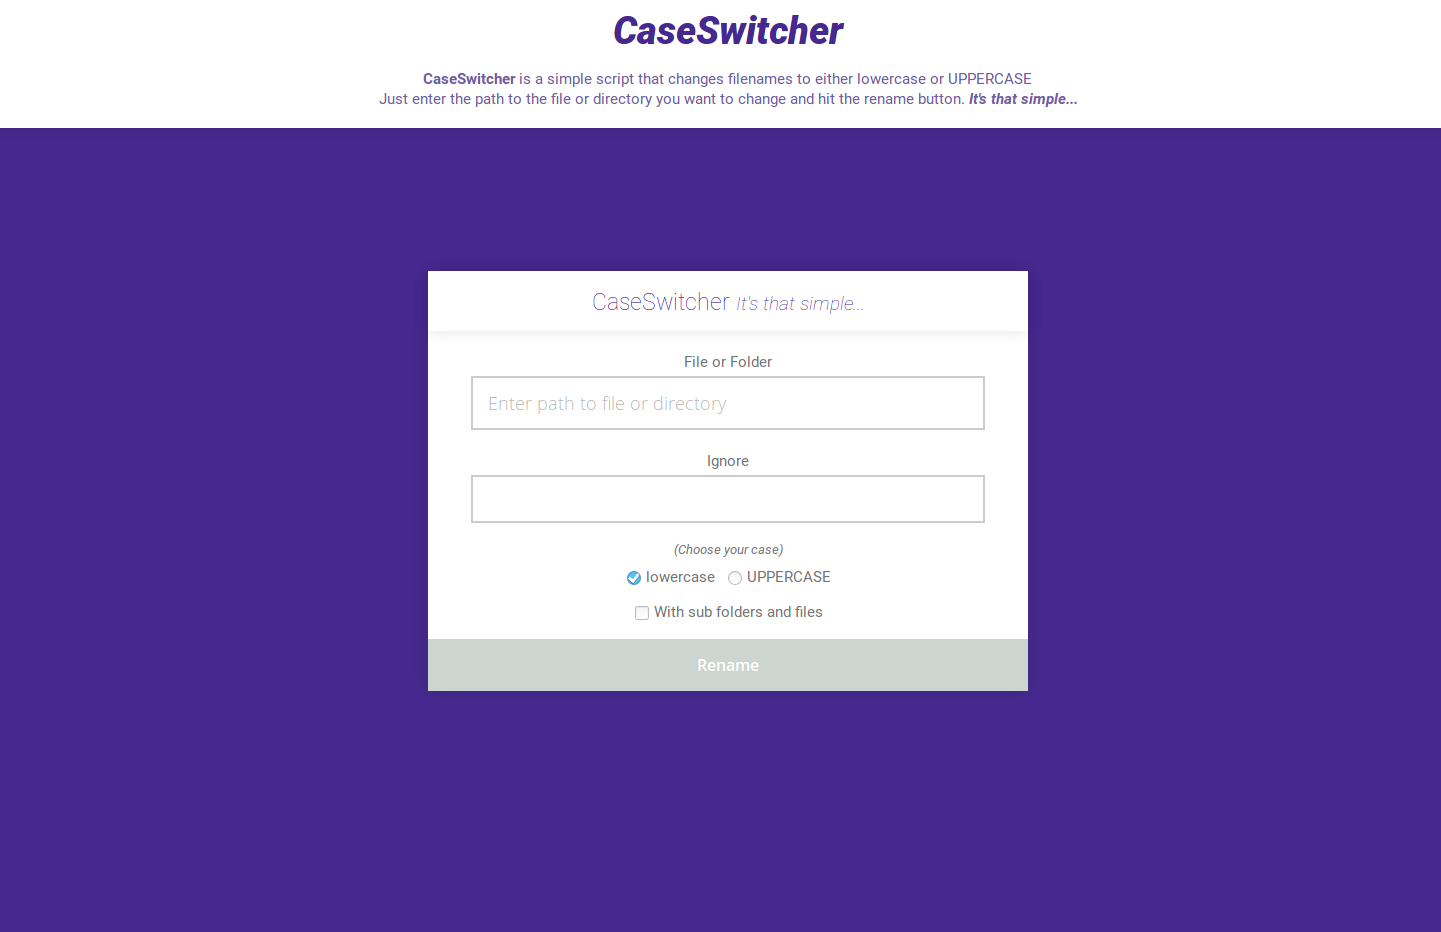 CaseSwitcher
CaseSwitcher is a simple script that changes filenames to either lowercase or UPPERCASE
Just enter the path to the file or directory you want to change and hit the rename button. It's that simple...
CaseSwitcher It's that simple...
File or Folder
Enter path to file or directory
Ignore
(Choose your case)
lowercase UPPERCASE
With sub folders and files
Rename